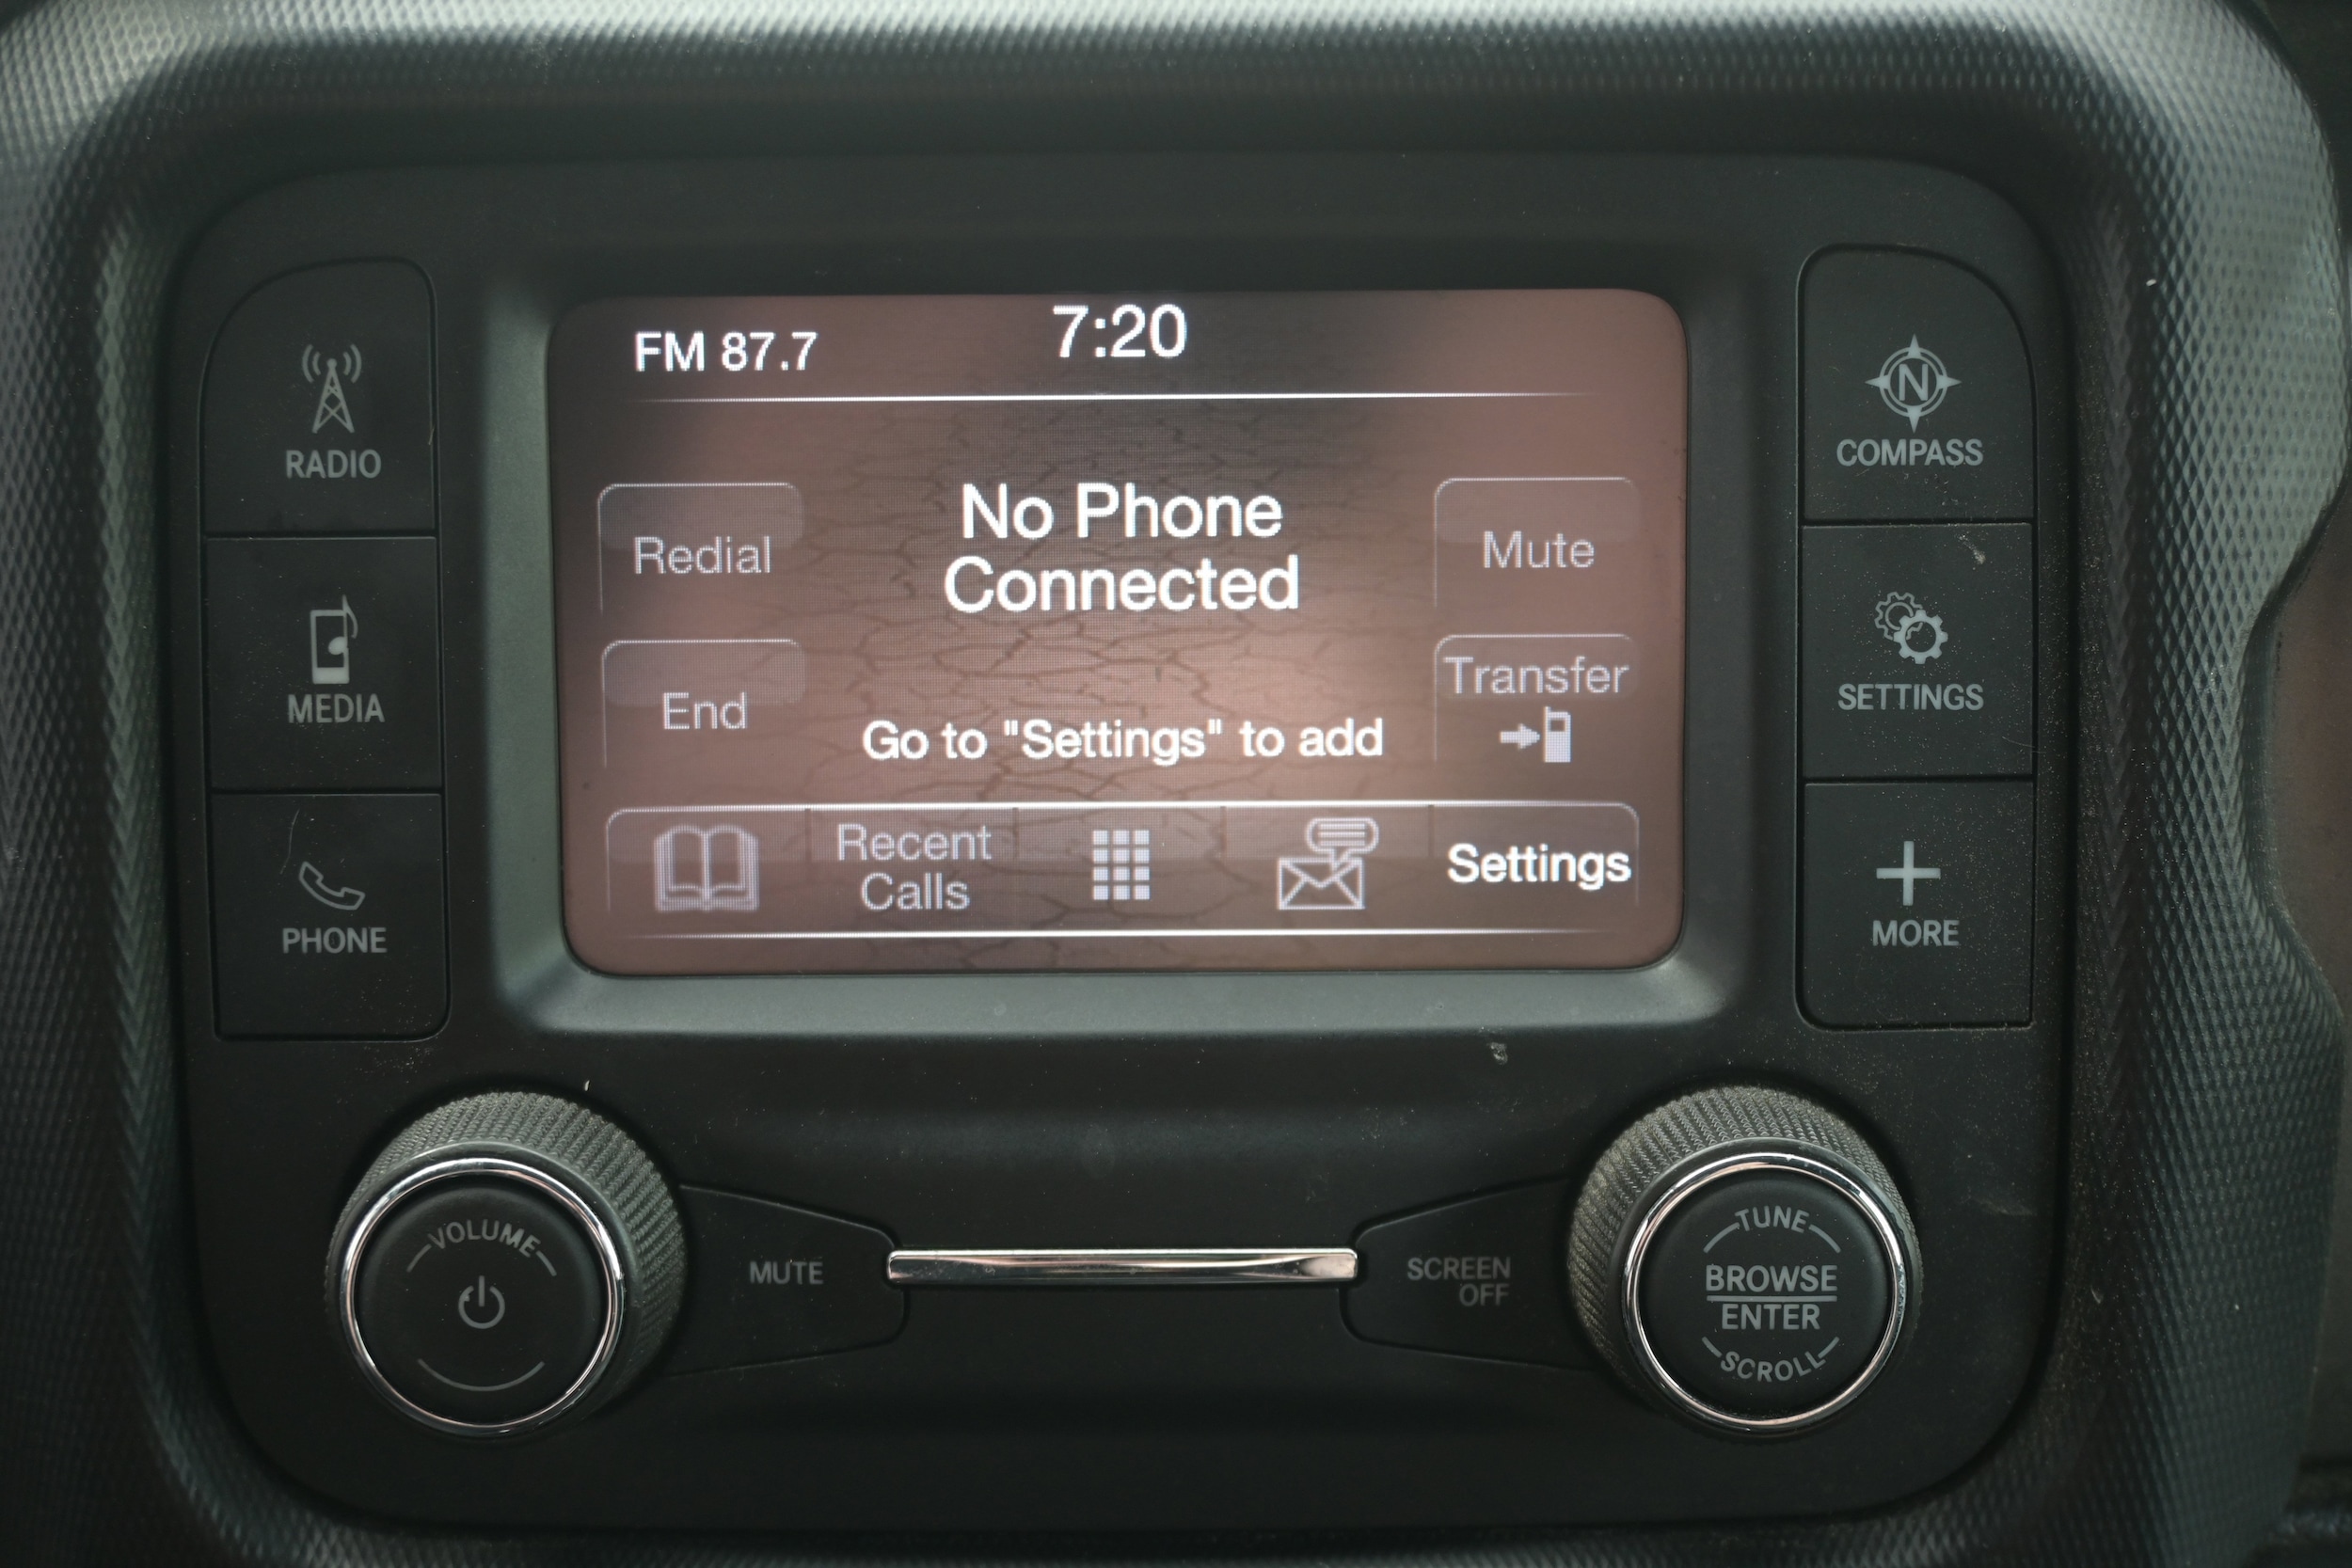 FM 87.7
7:20
RADIO
COMPASS
No Phone
Connected
Redial
Mute
MEDIA
SETTINGS
End
Transfer
Go to "Settings" to add
PHONE
Recent
Calls
Settings
MORE
VOLUME
MUTE
SCREEN
OFF
TUNE
BROWSE
ENTER
SCROLL
N